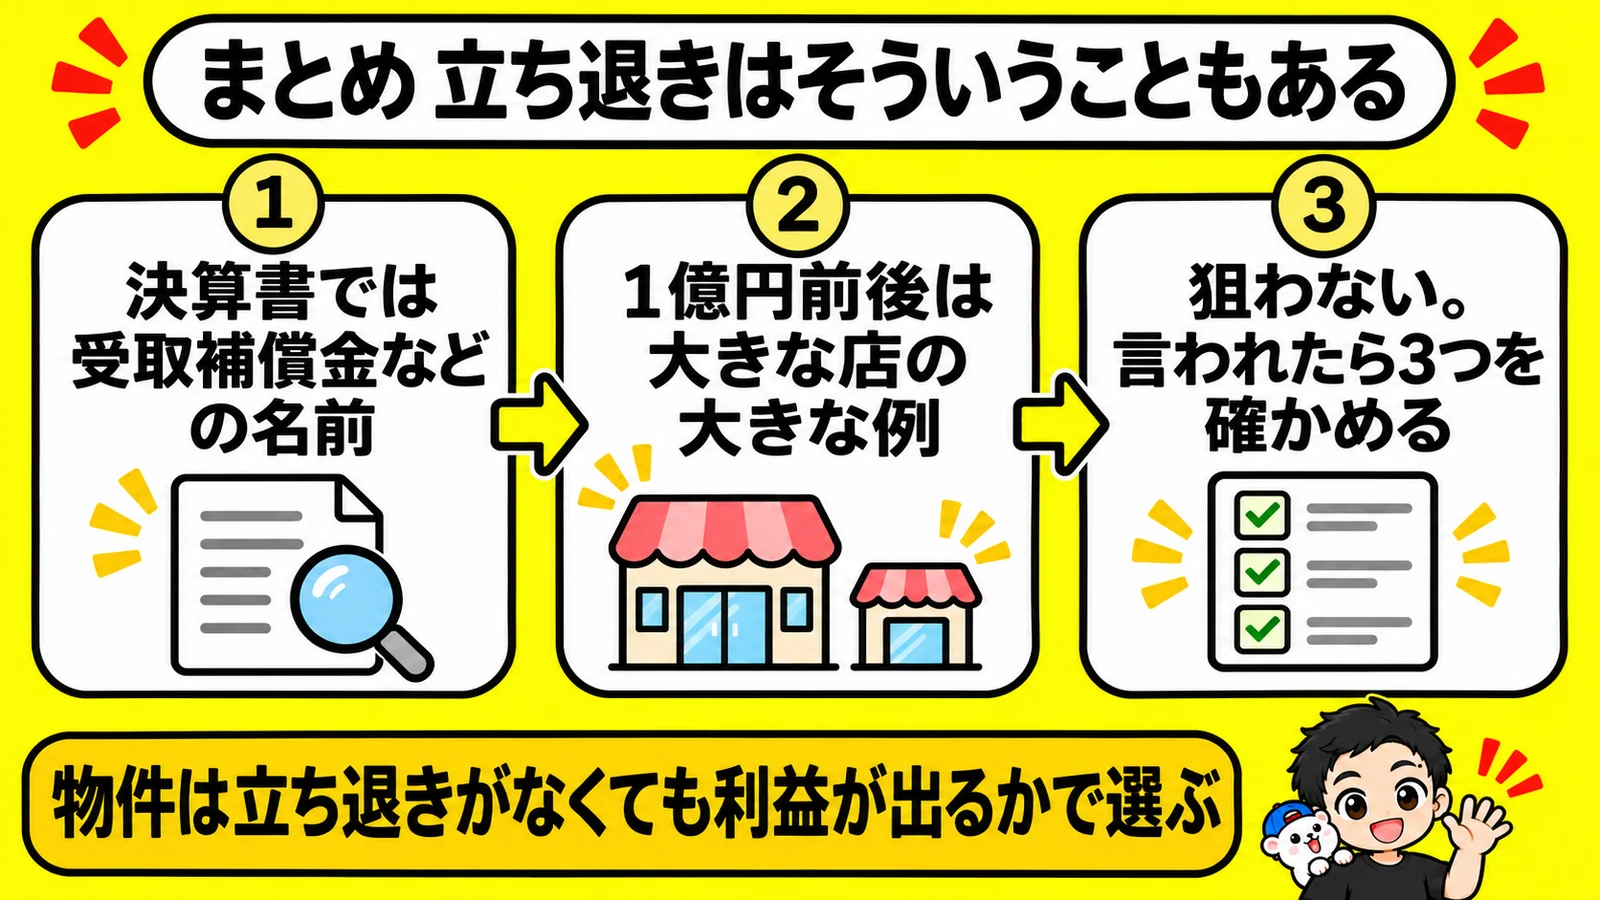 まとめ 立ち退きはそういうこともある
1
決算書では
受取補償金など
の名前
2
1億円前後は
大きな店の
大きな例
3
狙わない。
言われたら3つを
確かめる
物件は立ち退きがなくても利益が出るかで選ぶ